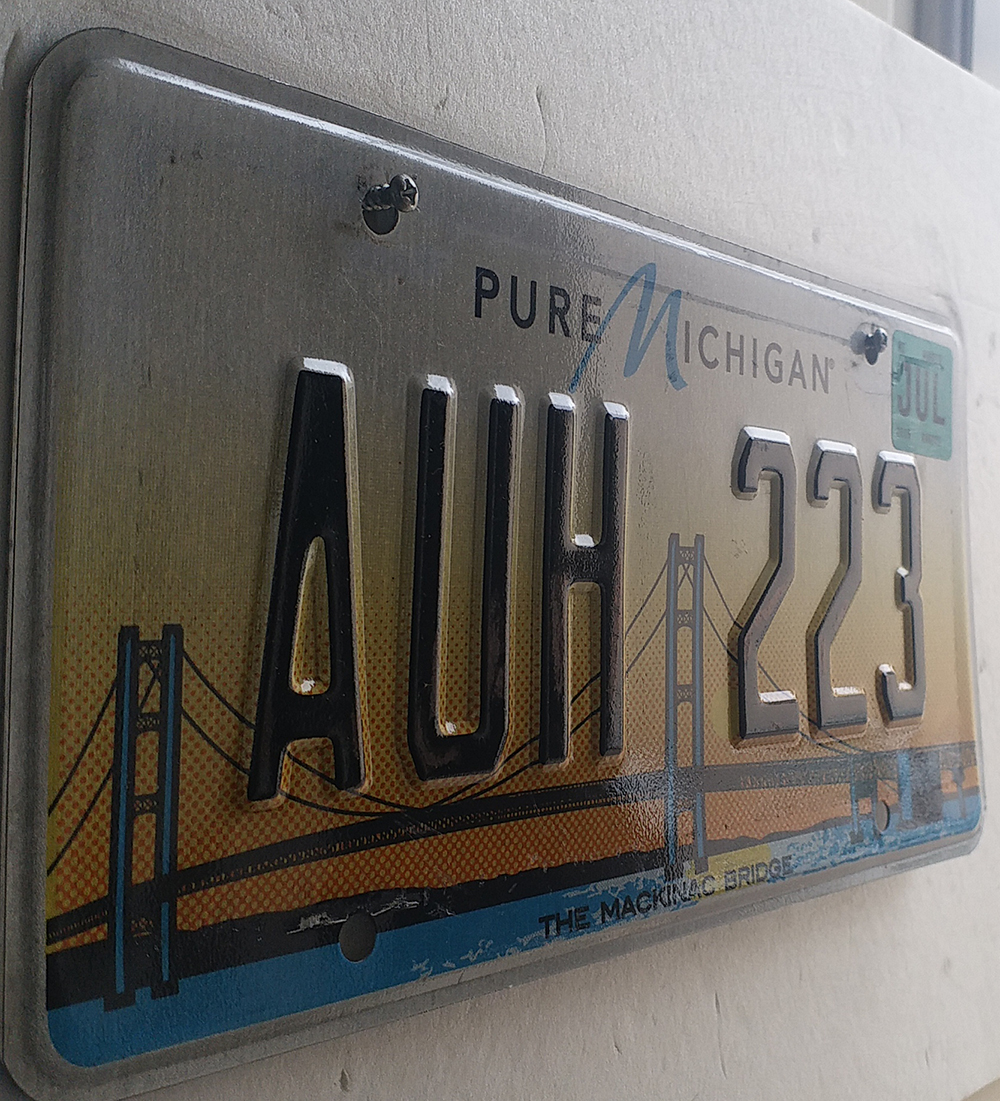 PURE MICHIGAN®
JUL
AUH 223
THE MACKINAC BRIDGE